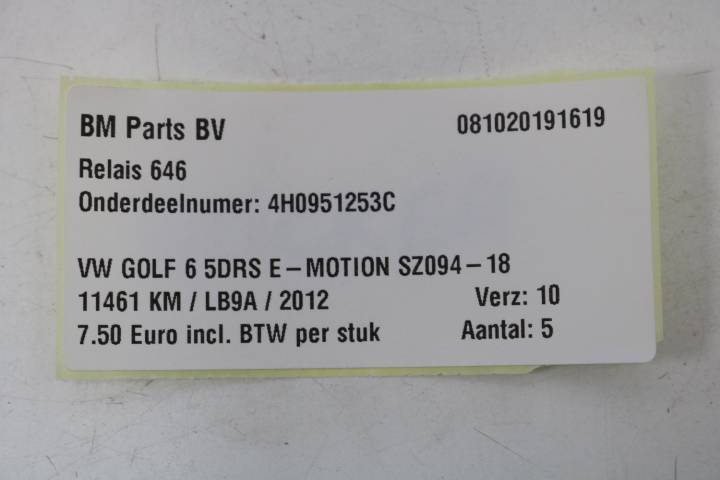 BM Parts BV 081020191619
Relais 646
Onderdeelnumer: 4H0951253C
VW GOLF 6 5DRS E-MOTION SZ094-18
11461 KM / LB9A / 2012 Verz: 10
7.50 Euro incl. BTW per stuk Aantal: 5